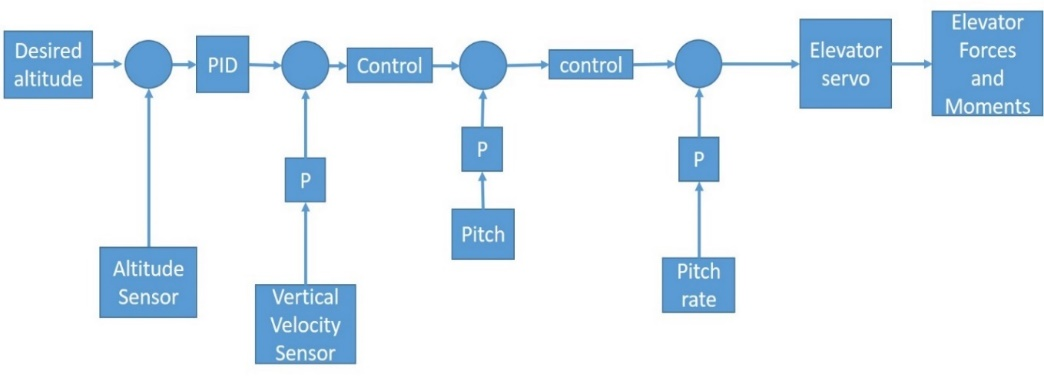 Desired
altitude
PID
Control
control
Elevator
servo
Elevator
Forces
and
Moments
P
P
P
Pitch
Altitude
Sensor
Vertical
Velocity
Sensor
Pitch
rate